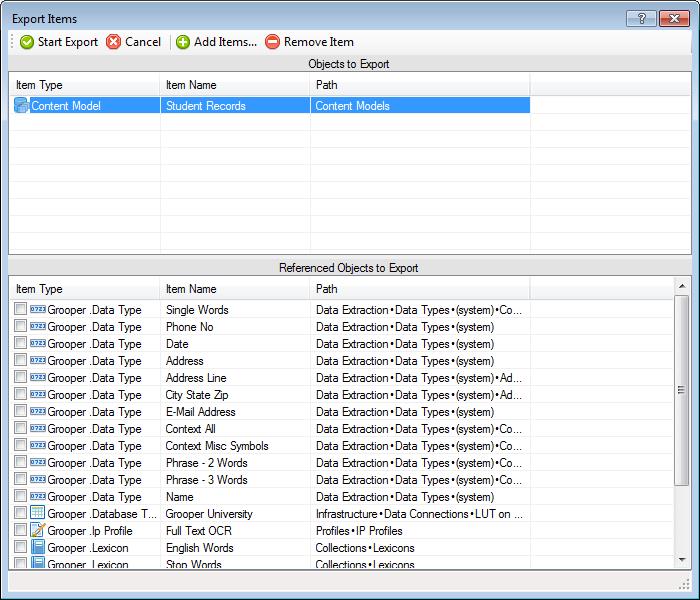 Export Items
Start Export Cancel Add Items... Remove Item
Objects to Export
Item Type Item Name Path
Content Model Student Records Content Models
Referenced Objects to Export
Item Type Item Name Path
Grooper .Data Type Single Words Data Extraction•Data Types•(system)•Co...
Grooper .Data Type Phone No Data Extraction•Data Types•(system)
Grooper .Data Type Date Data Extraction•Data Types•(system)
Grooper .Data Type Address Data Extraction•Data Types•(system)
Grooper .Data Type Address Line Data Extraction•Data Types•(system)•Ad...
Grooper .Data Type City State Zip Data Extraction•Data Types•(system)•Ad...
Grooper .Data Type E-Mail Address Data Extraction•Data Types•(system)
Grooper .Data Type Context All Data Extraction•Data Types•(system)•Co...
Grooper .Data Type Context Misc Symbols Data Extraction•Data Types•(system)•Co...
Grooper .Data Type Phrase - 2 Words Data Extraction•Data Types•(system)•Co...
Grooper .Data Type Phrase - 3 Words Data Extraction•Data Types•(system)•Co...
Grooper .Data Type Name Data Extraction•Data Types•(system)
Grooper .Database T... Grooper University Infrastructure•Data Connections•LUT on ...
Grooper .Ip Profile Full Text OCR Profiles•IP Profiles
Grooper .Lexicon English Words Collections•Lexicons
Grooper .Lexicon Stop Words Collections•Lexicons